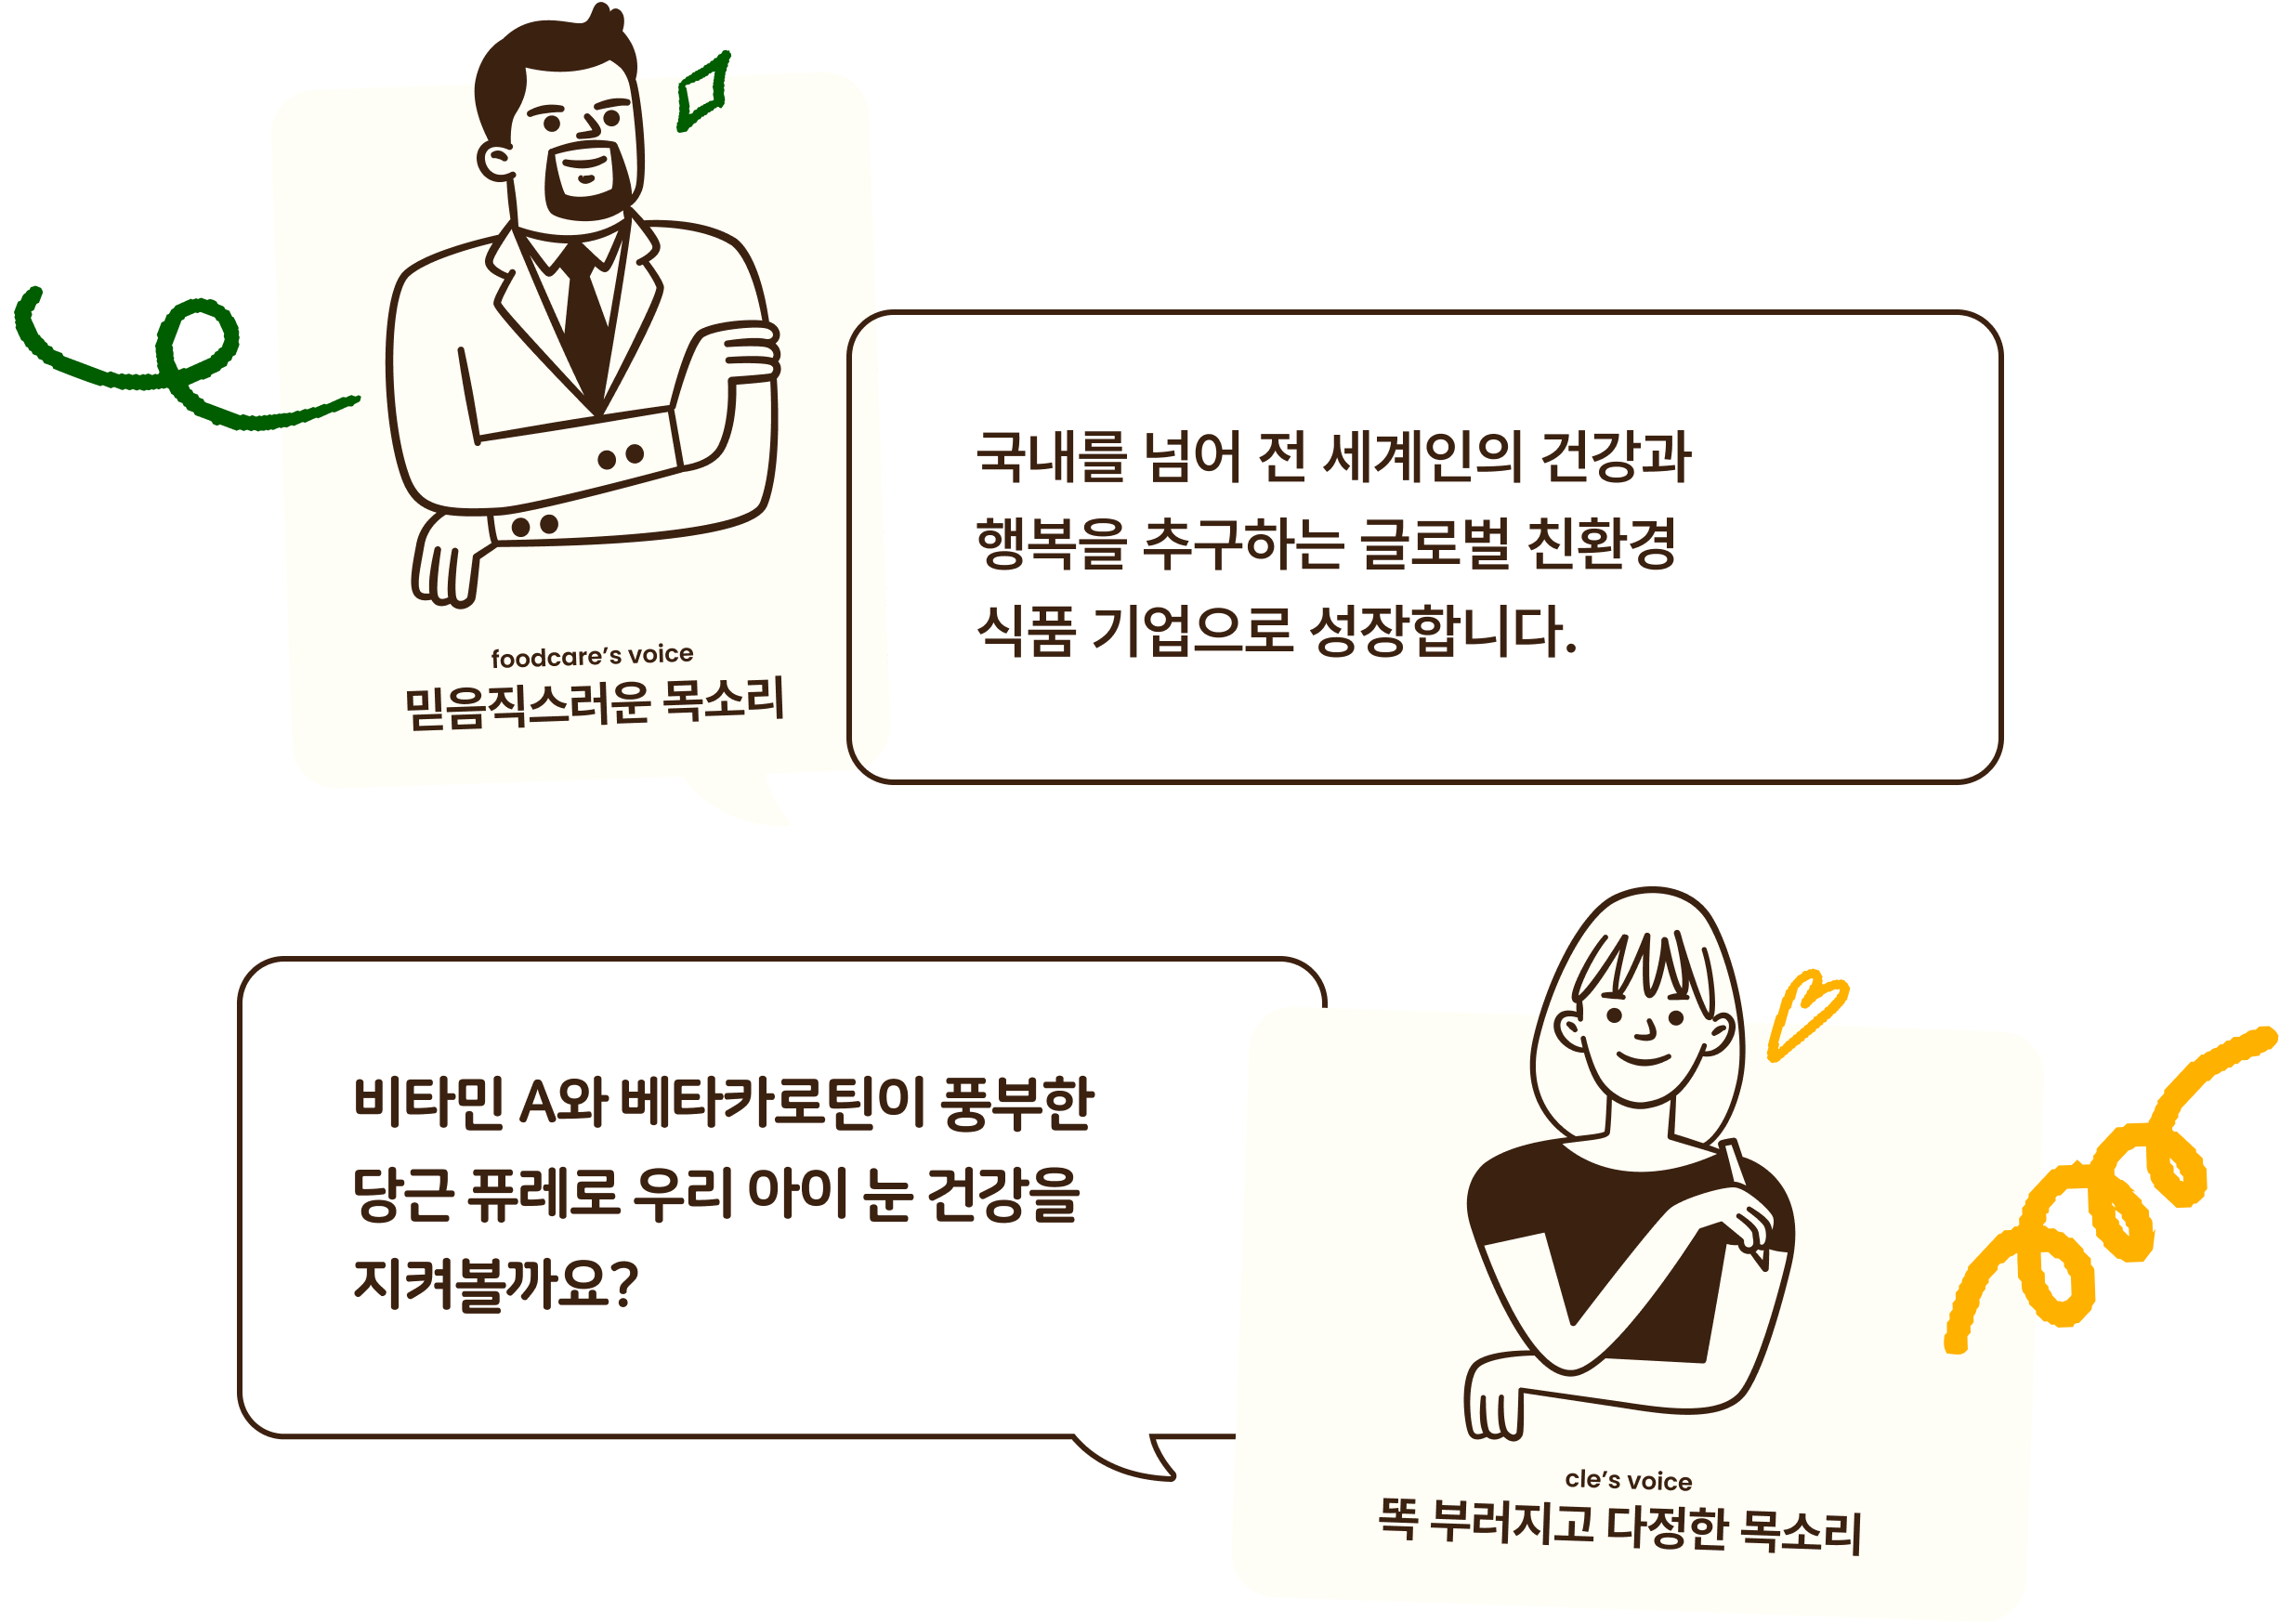 foodcare’s voice
믿음직스러운 목소리
국내를 넘어 전 세계인의 건강과
행복을 추구하는 글로벌 친환경
식품 기업으로 성장합니다.
비타민 A와 베타카로틴이 풍부한
당근 퓨레로 우리 아이 눈 건강을
지켜볼까요?
cle’s voice
똑 부러지고 다정한 목소리